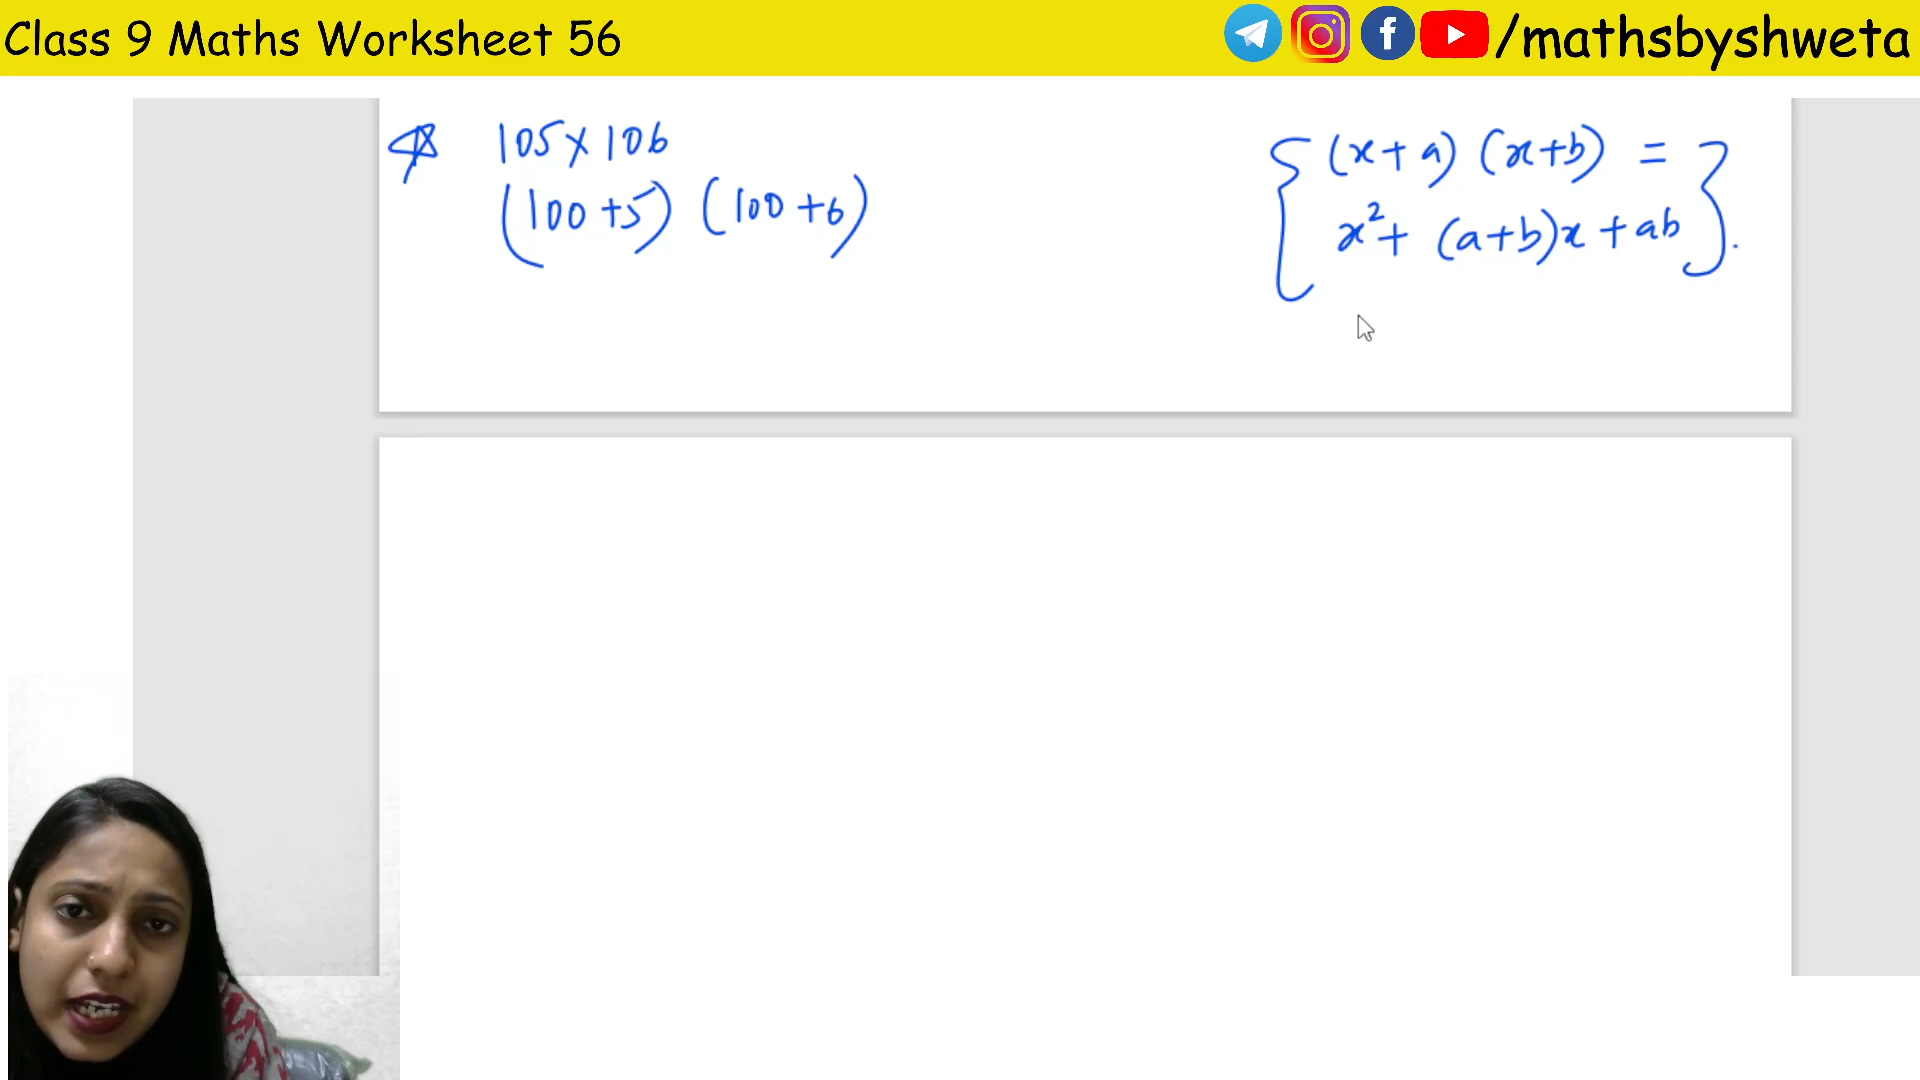 Class 9 Maths Worksheet 56
/mathsbyshweta
105 × 106
(100 + 5) (100 + 6)
{(x + a) (x + b) =
x² + (a + b)x + ab}.